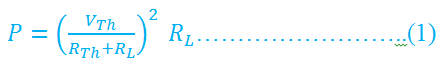 P = (V_Th / (R_Th + R_L))² R_L……………………..(1)